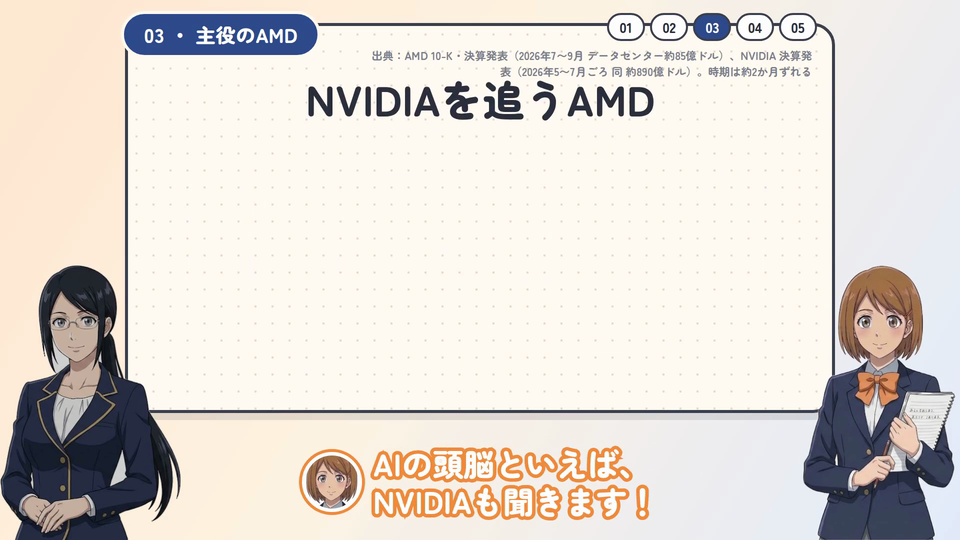 03 ・ 主役のAMD
01 02 03 04 05
出典：AMD 10-K・決算発表（2026年7〜9月 データセンター約85億ドル）、NVIDIA 決算発
表（2026年5〜7月ごろ 同 約890億ドル）。時期は約2か月ずれる
NVIDIAを追うAMD
AIの頭脳といえば、
NVIDIAも聞きます！